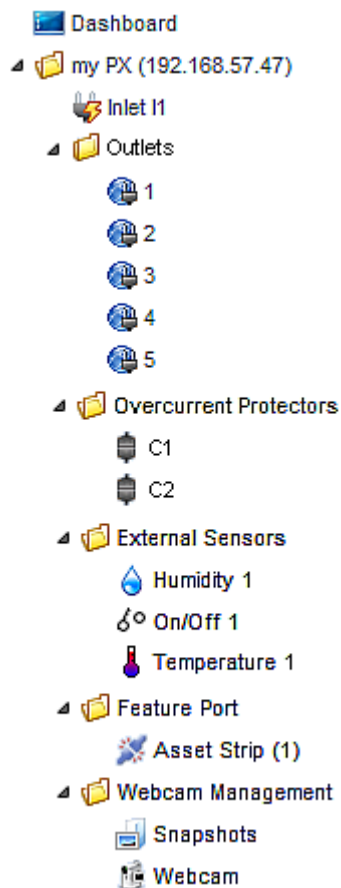 Dashboard
my PX (192.168.57.47)
Inlet I1
Outlets
1
2
3
4
5
Overcurrent Protectors
C1
C2
External Sensors
Humidity 1
On/Off 1
Temperature 1
Feature Port
Asset Strip (1)
Webcam Management
Snapshots
Webcam